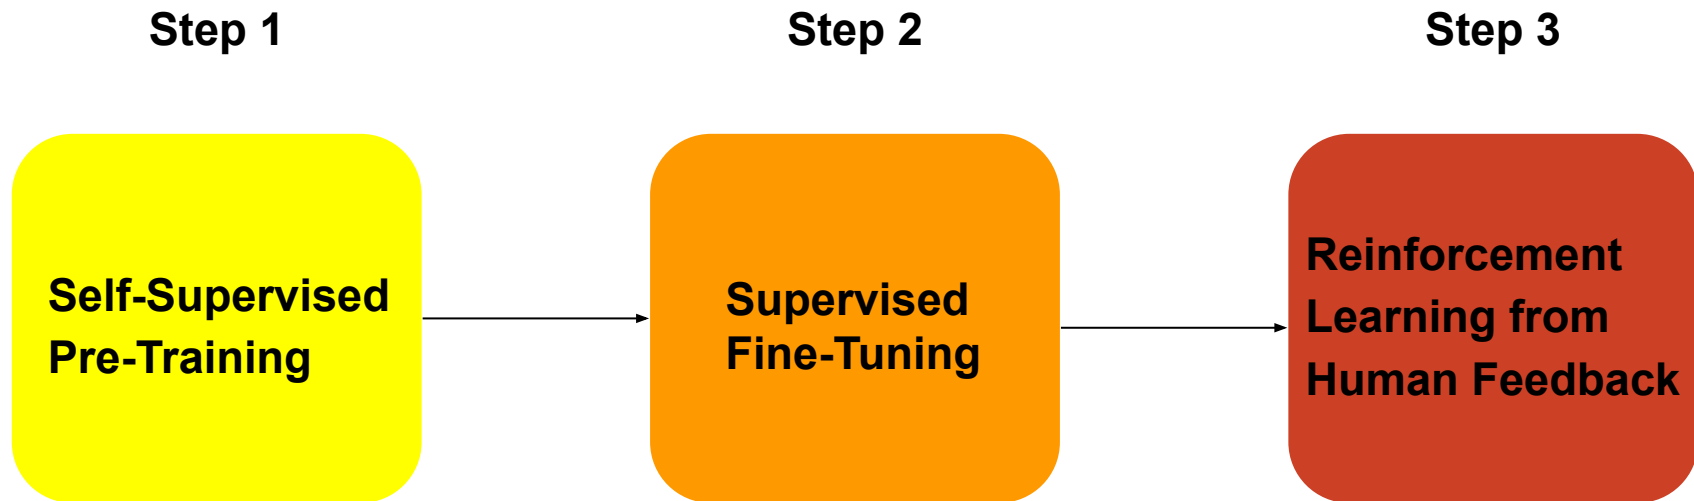 Step 1
Step 2
Step 3
Self-Supervised
Pre-Training
Supervised
Fine-Tuning
Reinforcement
Learning from
Human Feedback